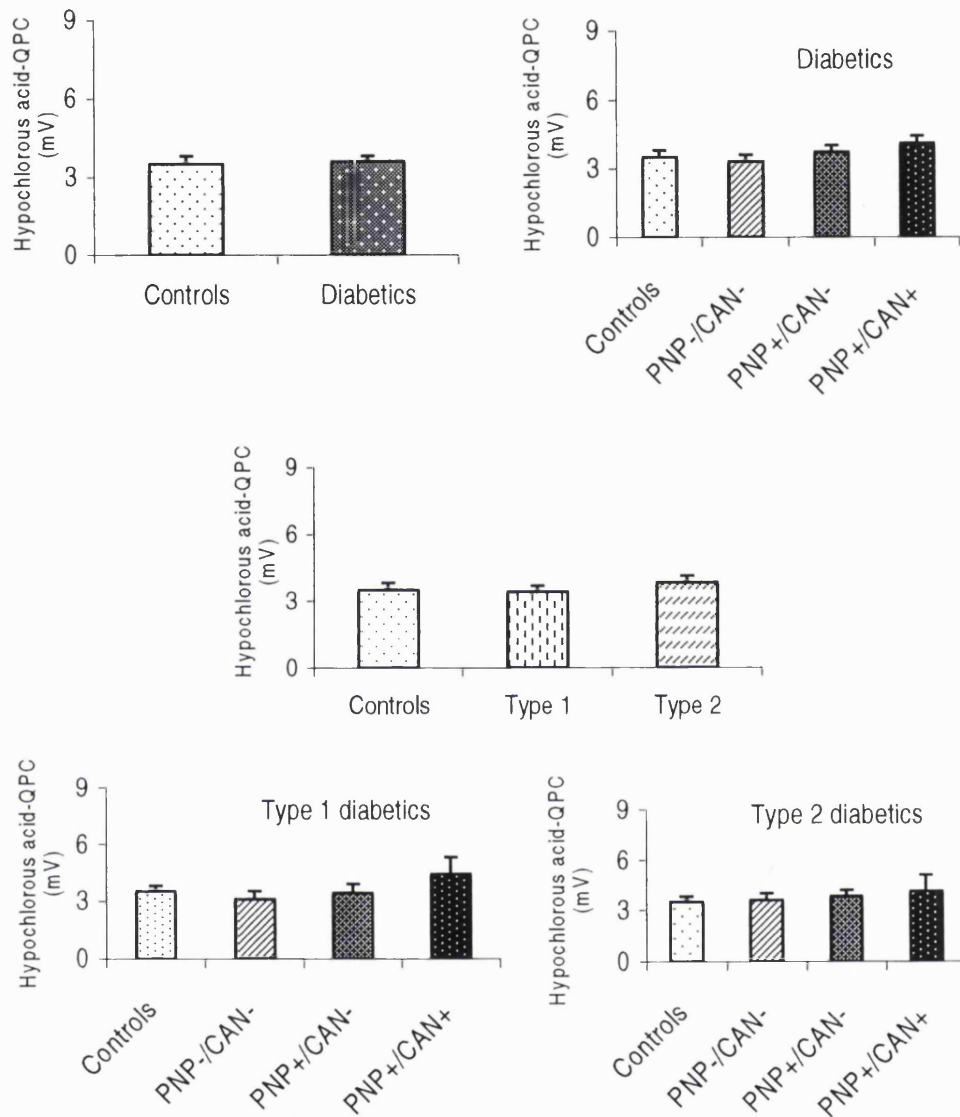 Hypochlorous acid-QPC
(mV)
9
6
3
0
Controls
Diabetics
Hypochlorous acid-QPC
(mV)
9
6
3
0
Diabetics
Controls
PNP-/CAN-
PNP+/CAN-
PNP+/CAN+
Hypochlorous acid-QPC
(mV)
9
6
3
0
Controls
Type 1
Type 2
Hypochlorous acid-QPC
(mV)
9
6
3
0
Type 1 diabetics
Controls
PNP-/CAN-
PNP+/CAN-
PNP+/CAN+
Hypochlorous acid-QPC
(mV)
9
6
3
0
Type 2 diabetics
Controls
PNP-/CAN-
PNP+/CAN-
PNP+/CAN+